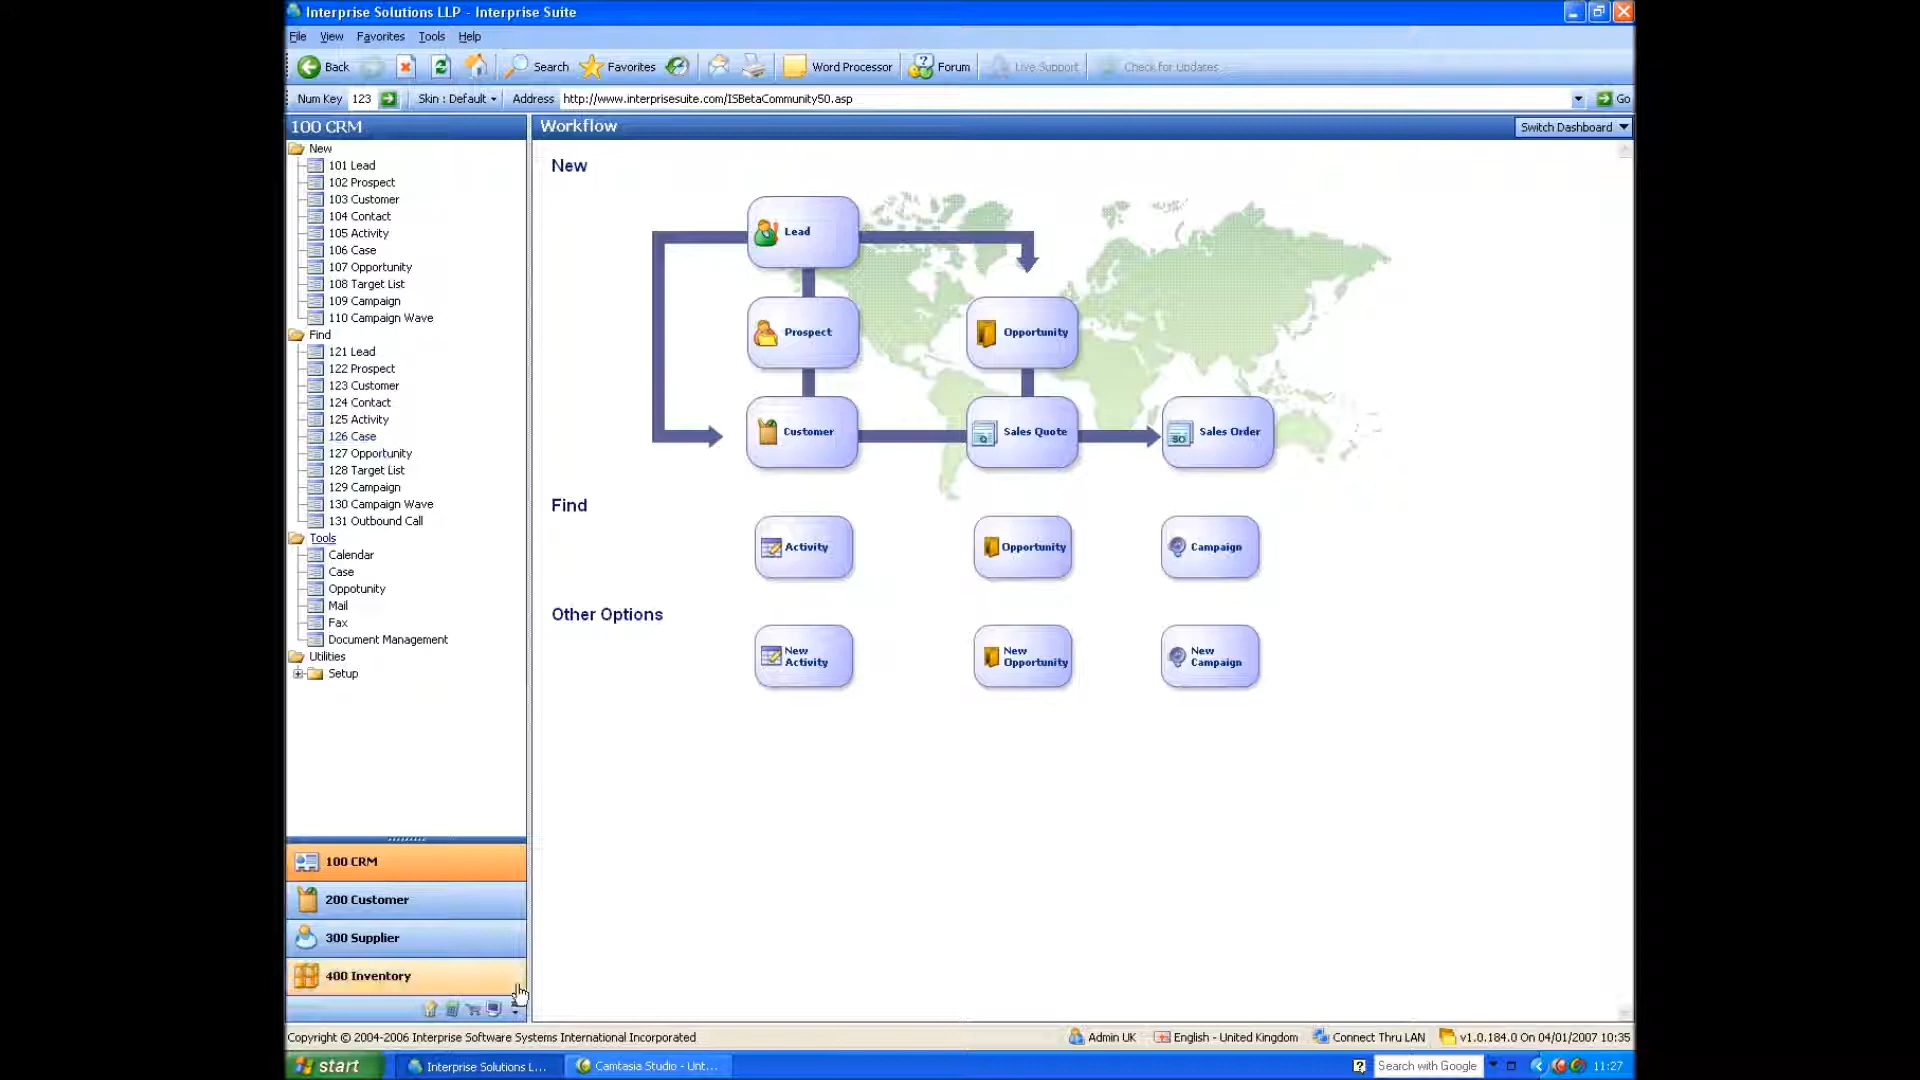 Interprise Solutions LLP - Interprise Suite
File View Favorites Tools Help
Back Search Favorites Word Processor Forum Live Support Check for Updates
Num Key 123 Skin : Default Address http://www.interprisesuite.com/ISBetaCommunity50.asp Go
100 CRM
New
101 Lead
102 Prospect
103 Customer
104 Contact
105 Activity
106 Case
107 Opportunity
108 Target List
109 Campaign
110 Campaign Wave
Find
121 Lead
122 Prospect
123 Customer
124 Contact
125 Activity
126 Case
127 Opportunity
128 Target List
129 Campaign
130 Campaign Wave
131 Outbound Call
Tools
Calendar
Case
Oppotunity
Mail
Fax
Document Management
Utilities
Setup
100 CRM
200 Customer
300 Supplier
400 Inventory
Workflow Switch Dashboard
New
Lead
Prospect Opportunity
Customer Sales Quote Sales Order
Q SO
Find
Activity Opportunity Campaign
Other Options
New Activity
New Opportunity
New Campaign
Copyright © 2004-2006 Interprise Software Systems International Incorporated Admin UK English - United Kingdom Connect Thru LAN v1.0.184.0 On 04/01/2007 10:35
start Interprise Solutions L... Camtasia Studio - Unt... Search with Google 11:27